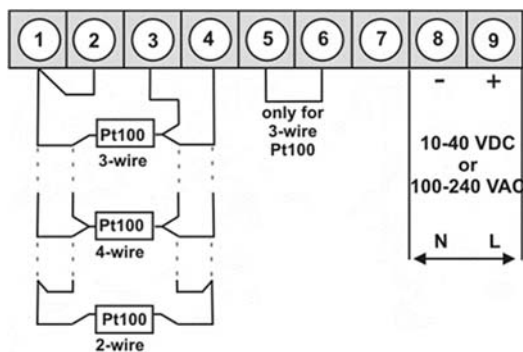 1 2 3 4 5 6 7 8 9
- +
Pt100
3-wire
only for
3-wire
Pt100
10-40 VDC
or
100-240 VAC
Pt100
4-wire
N L
Pt100
2-wire